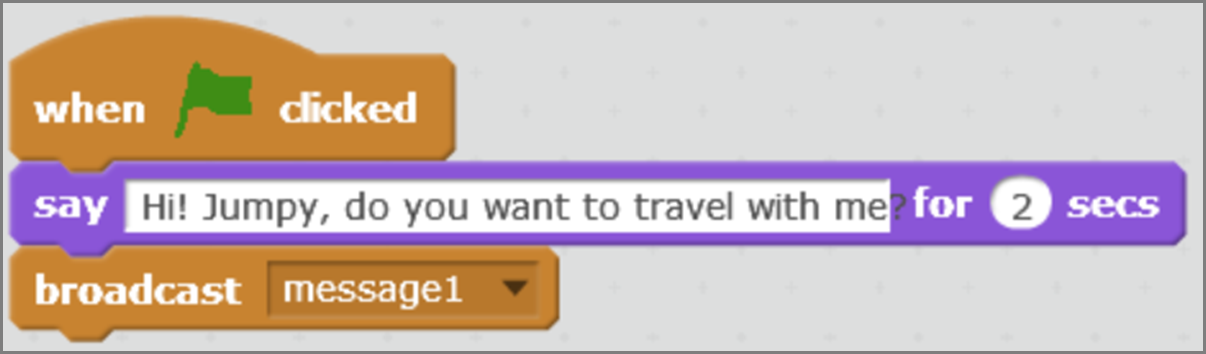 when clicked
say Hi! Jumpy, do you want to travel with me? for 2 secs
broadcast message1